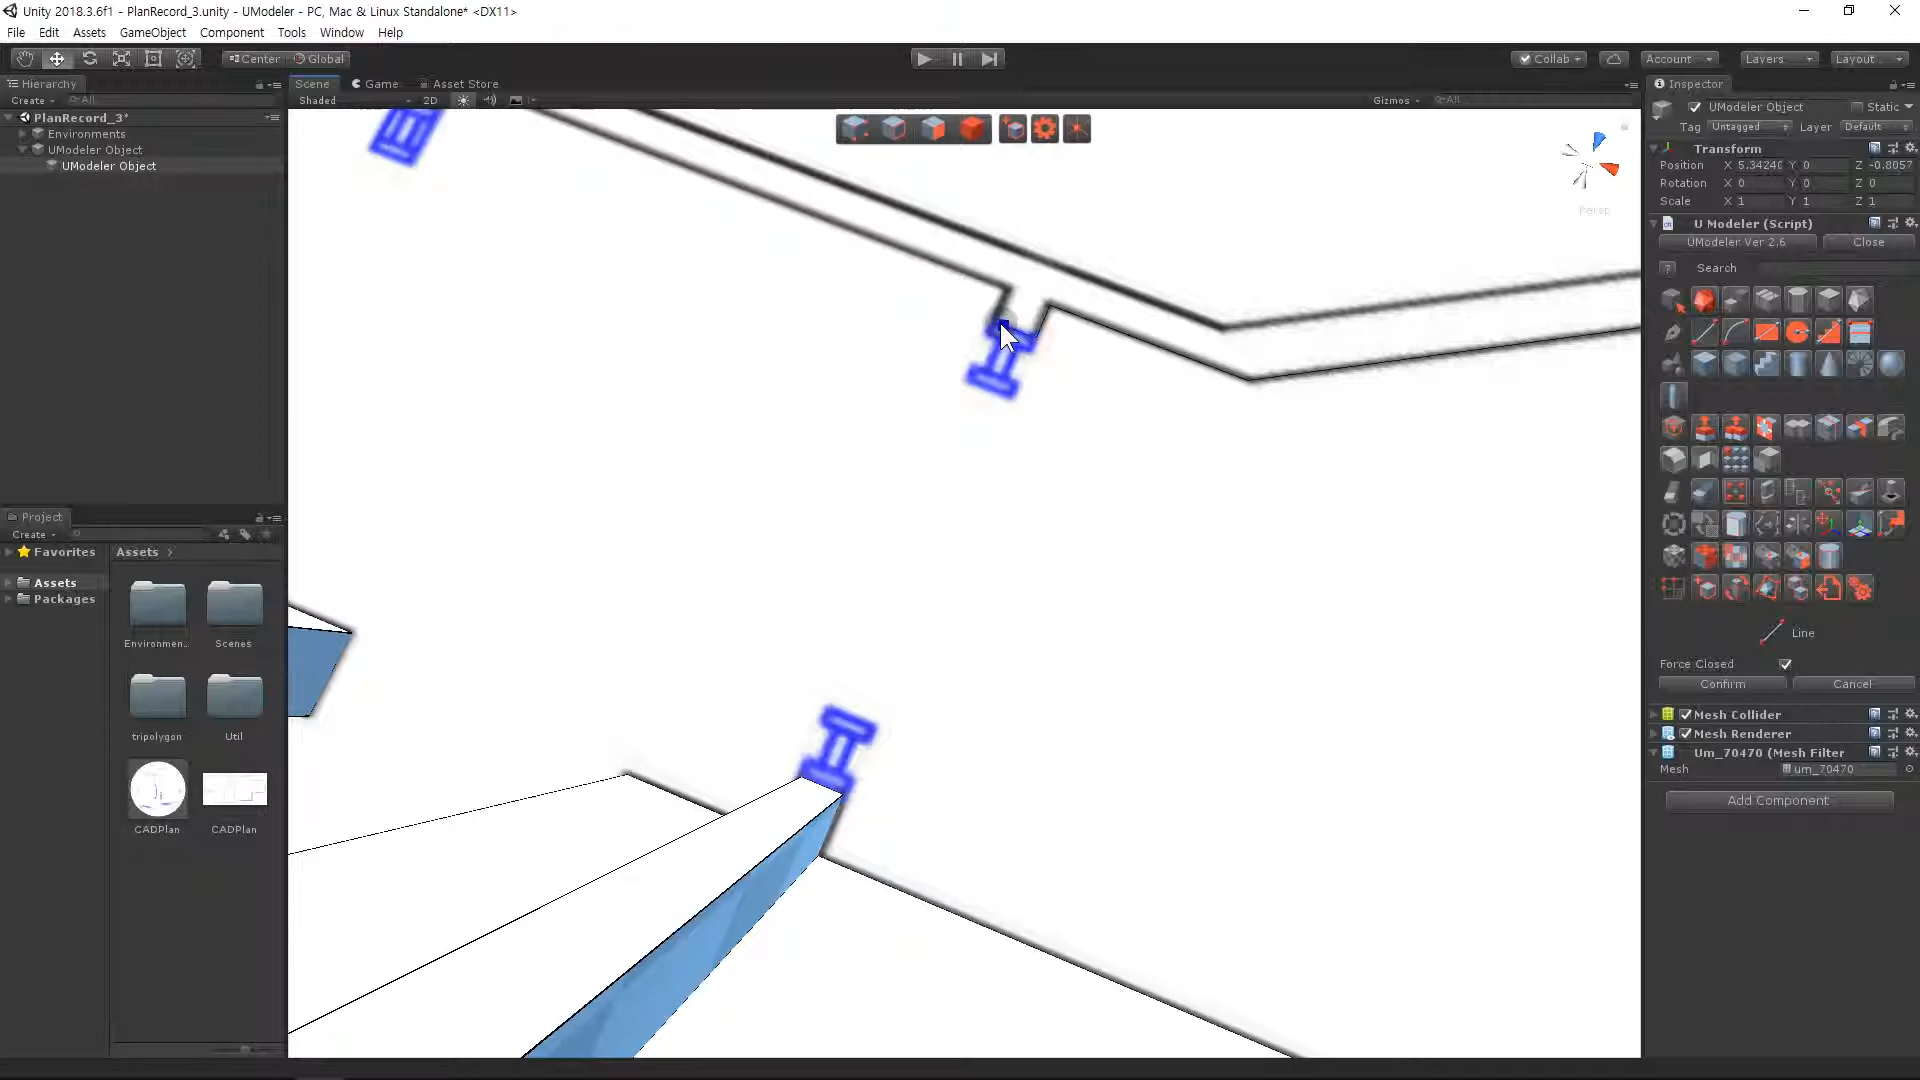 Unity 2018.3.6f1 - PlanRecord_3.unity - UModeler - PC, Mac & Linux Standalone* <DX11>
File Edit Assets GameObject Component Tools Window Help
Center Global Collab Account Layers Layout
Hierarchy Scene Game Asset Store Inspector
Create All Shaded 2D Gizmos All
UModeler Object Static
Tag Untagged Layer Default
PlanRecord_3*
Environments
UModeler Object
UModeler Object
Transform
Position X 5.3424 Y 0 Z -0.8057
Rotation X 0 Y 0 Z 0
Scale X 1 Y 1 Z 1
Persp
U Modeler (Script)
UModeler Ver 2.6 Close
? Search
Project
Create
Favorites
Assets
Packages
Assets
Environmen... Scenes
tripolygon Util
CADPlan CADPlan
Line
Force Closed
Confirm Cancel
Mesh Collider
Mesh Renderer
Um_70470 (Mesh Filter
Mesh um_70470
Add Component